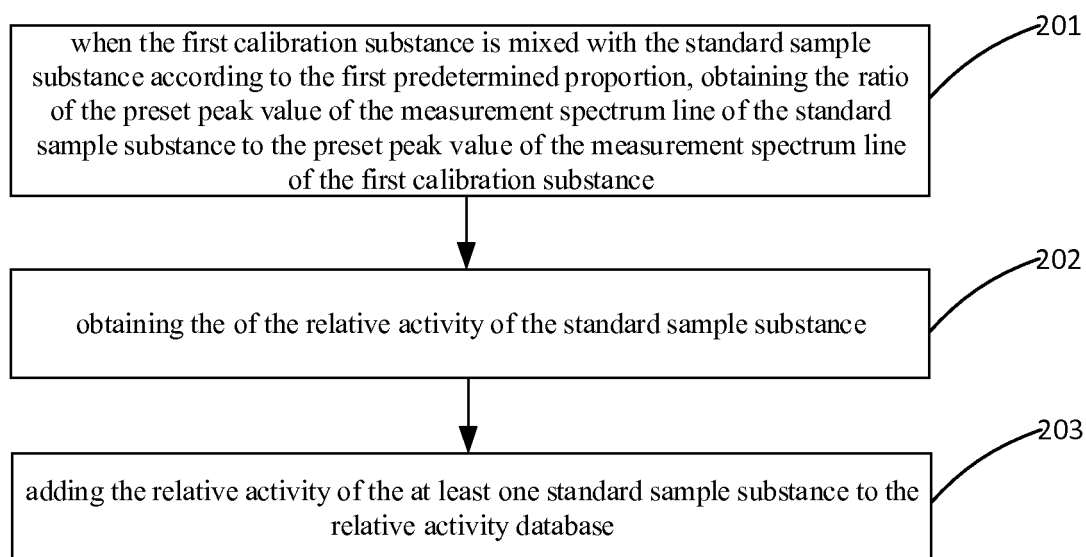 201
when the first calibration substance is mixed with the standard sample
substance according to the first predetermined proportion, obtaining the ratio
of the preset peak value of the measurement spectrum line of the standard
sample substance to the preset peak value of the measurement spectrum line
of the first calibration substance
202
obtaining the of the relative activity of the standard sample substance
203
adding the relative activity of the at least one standard sample substance to the
relative activity database